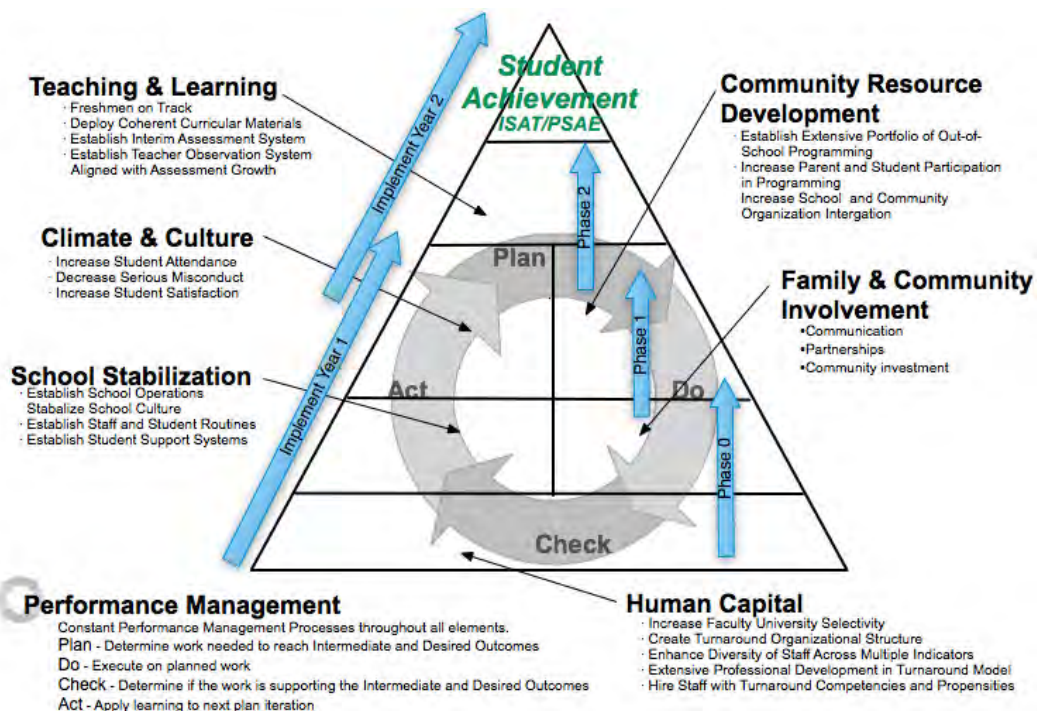 Student
Achievement
ISAT/PSAE
Teaching & Learning
· Freshmen on Track
· Deploy Coherent Curricular Materials
· Establish Interim Assessment System
· Establish Teacher Observation System
Aligned with Assessment Growth
Climate & Culture
· Increase Student Attendance
· Decrease Serious Misconduct
· Increase Student Satisfaction
School Stabilization
· Establish School Operations
Stabalize School Culture
· Establish Staff and Student Routines
· Establish Student Support Systems
Implement Year 2
Implement Year 1
Plan
Do
Check
Act
Phase 2
Phase 1
Phase 0
Community Resource
Development
· Establish Extensive Portfolio of Out-of-
School Programming
· Increase Parent and Student Participation
in Programming
Increase School and Community
Organization Intergation
Family & Community
Involvement
•Communication
•Partnerships
•Community investment
Performance Management
Constant Performance Management Processes throughout all elements.
Plan - Determine work needed to reach Intermediate and Desired Outcomes
Do - Execute on planned work
Check - Determine if the work is supporting the Intermediate and Desired Outcomes
Act - Apply learning to next plan iteration
Human Capital
· Increase Faculty University Selectivity
· Create Turnaround Organizational Structure
· Enhance Diversity of Staff Across Multiple Indicators
· Extensive Professional Development in Turnaround Model
· Hire Staff with Turnaround Competencies and Propensities